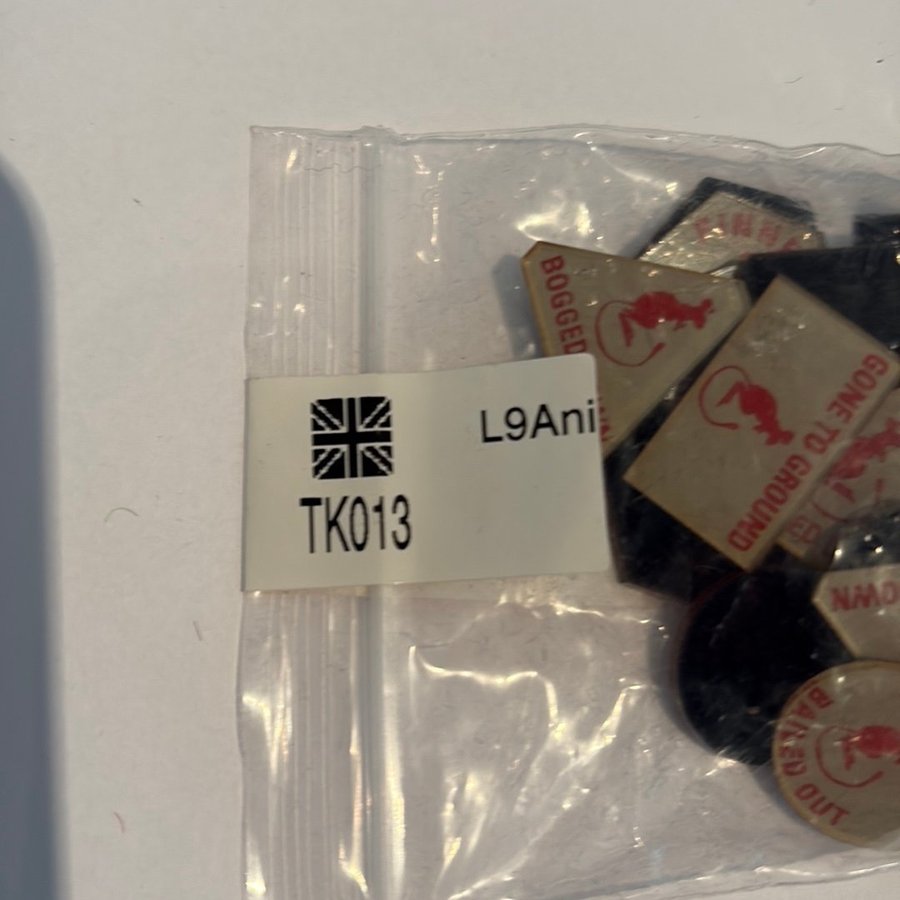 L9Ani
TK013
BOGGED
GONE TO GROUND
BAILED OUT